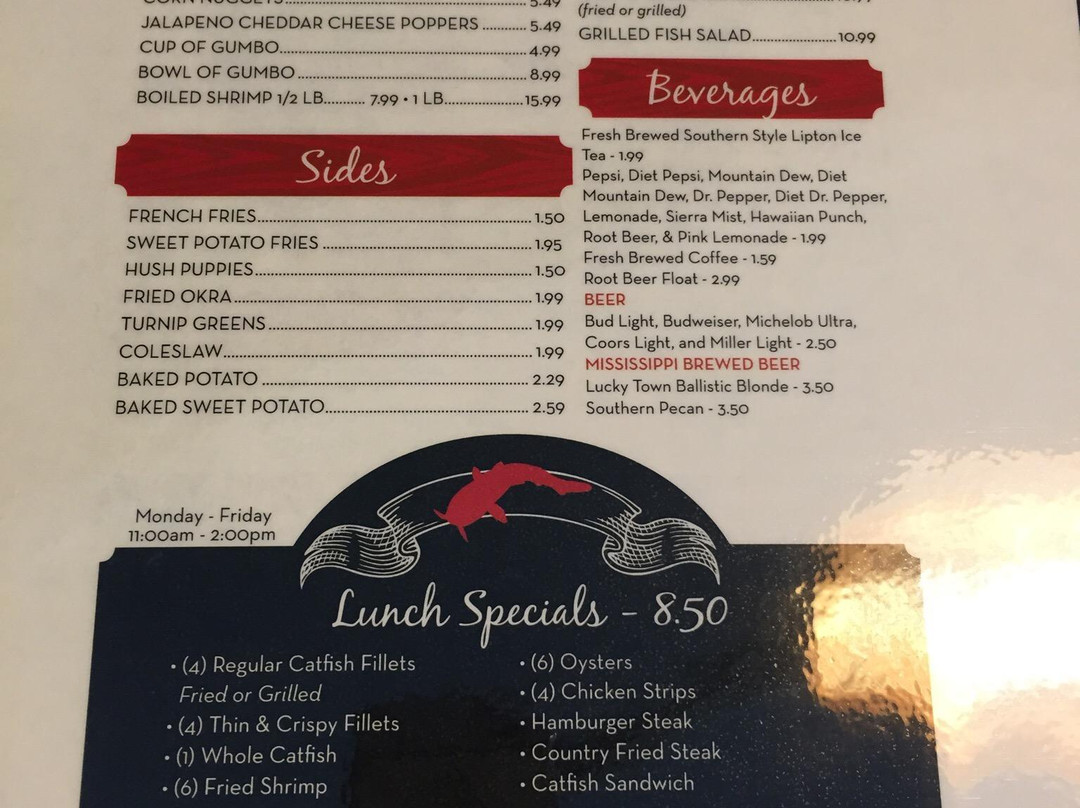 CORN NUGGETS 5.49
JALAPENO CHEDDAR CHEESE POPPERS 5.49
CUP OF GUMBO 4.99
BOWL OF GUMBO 8.99
BOILED SHRIMP 1/2 LB. 7.99 • 1 LB. 15.99
Sides
FRENCH FRIES 1.50
SWEET POTATO FRIES 1.95
HUSH PUPPIES 1.50
FRIED OKRA 1.99
TURNIP GREENS 1.99
COLESLAW 1.99
BAKED POTATO 2.29
BAKED SWEET POTATO 2.59
(fried or grilled)
GRILLED FISH SALAD 10.99
Beverages
Fresh Brewed Southern Style Lipton Ice
Tea - 1.99
Pepsi, Diet Pepsi, Mountain Dew, Diet
Mountain Dew, Dr. Pepper, Diet Dr. Pepper,
Lemonade, Sierra Mist, Hawaiian Punch,
Root Beer, & Pink Lemonade - 1.99
Fresh Brewed Coffee - 1.59
Root Beer Float - 2.99
BEER
Bud Light, Budweiser, Michelob Ultra,
Coors Light, and Miller Light - 2.50
MISSISSIPPI BREWED BEER
Lucky Town Ballistic Blonde - 3.50
Southern Pecan - 3.50
Monday - Friday
11:00am - 2:00pm
Lunch Specials - 8.50
• (4) Regular Catfish Fillets
Fried or Grilled
• (4) Thin & Crispy Fillets
• (1) Whole Catfish
• (6) Fried Shrimp
• (6) Oysters
• (4) Chicken Strips
• Hamburger Steak
• Country Fried Steak
• Catfish Sandwich